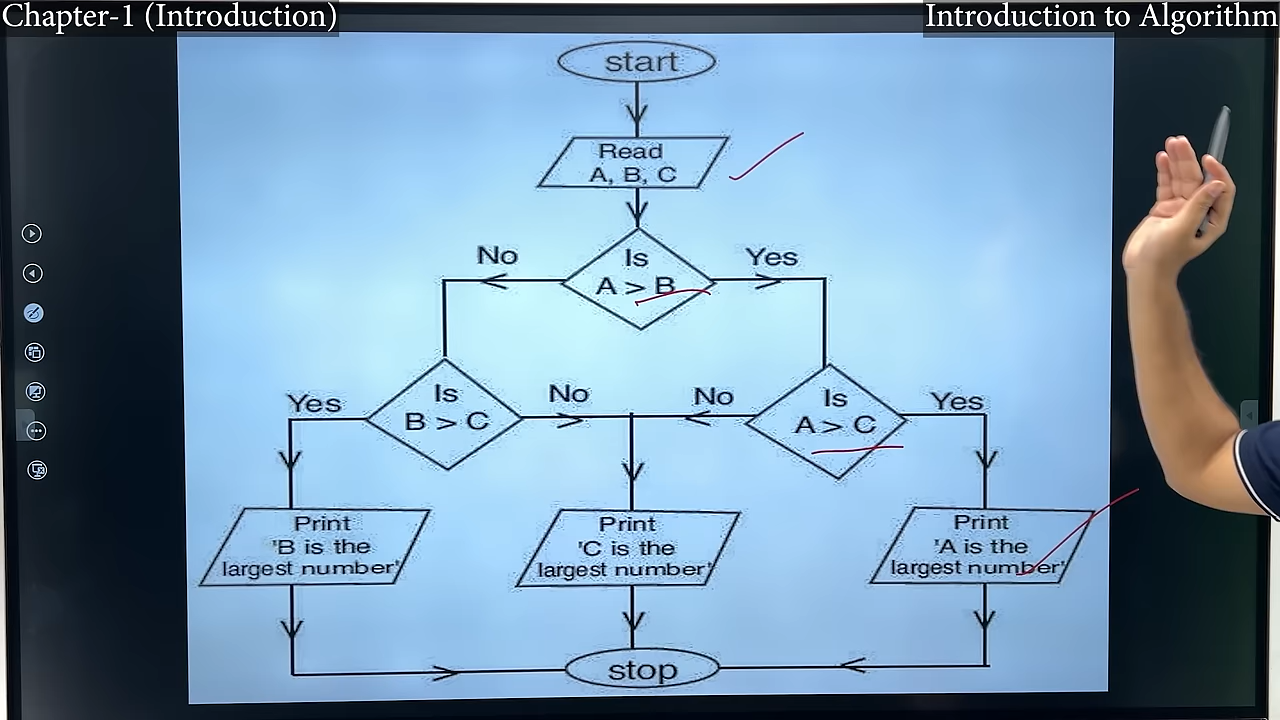 Chapter-1 (Introduction)
Introduction to Algorithm
start
Read
A, B, C
Is
A > B
No
Yes
Is
B > C
Yes
No
Is
A> C
No
Yes
Print
'B is the
largest number'
Print
'C is the
largest number'
Print
'A is the
largest number'
stop